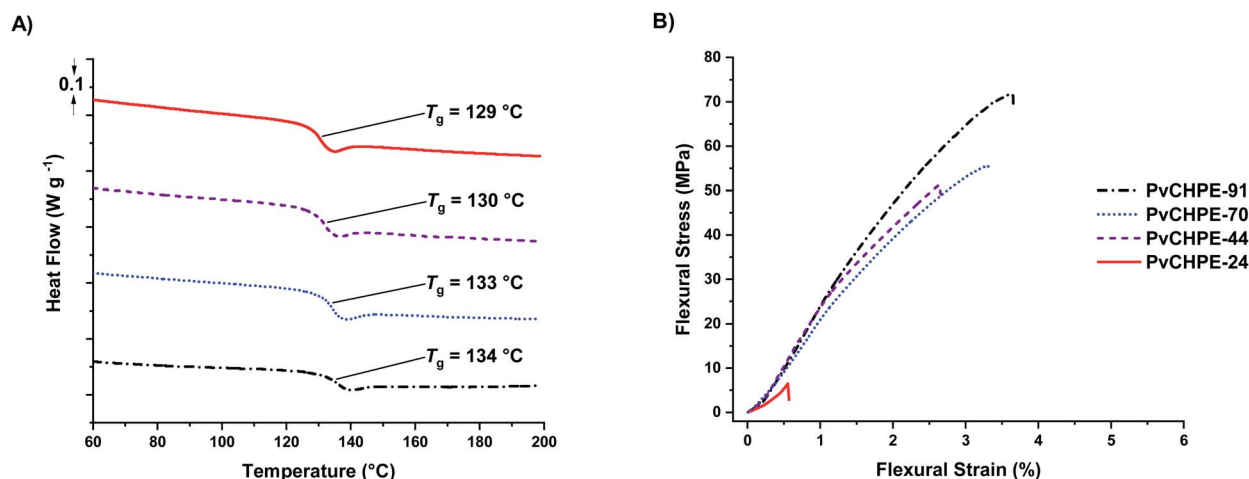 A)
0.1
Heat Flow (W g -1)
Tg = 129 °C
Tg = 130 °C
Tg = 133 °C
Tg = 134 °C
60 80 100 120 140 160 180 200
Temperature (°C)
B)
Flexural Stress (MPa)
80
70
60
50
40
30
20
10
0
0 1 2 3 4 5 6
Flexural Strain (%)
PvCHPE-91
PvCHPE-70
PvCHPE-44
PvCHPE-24